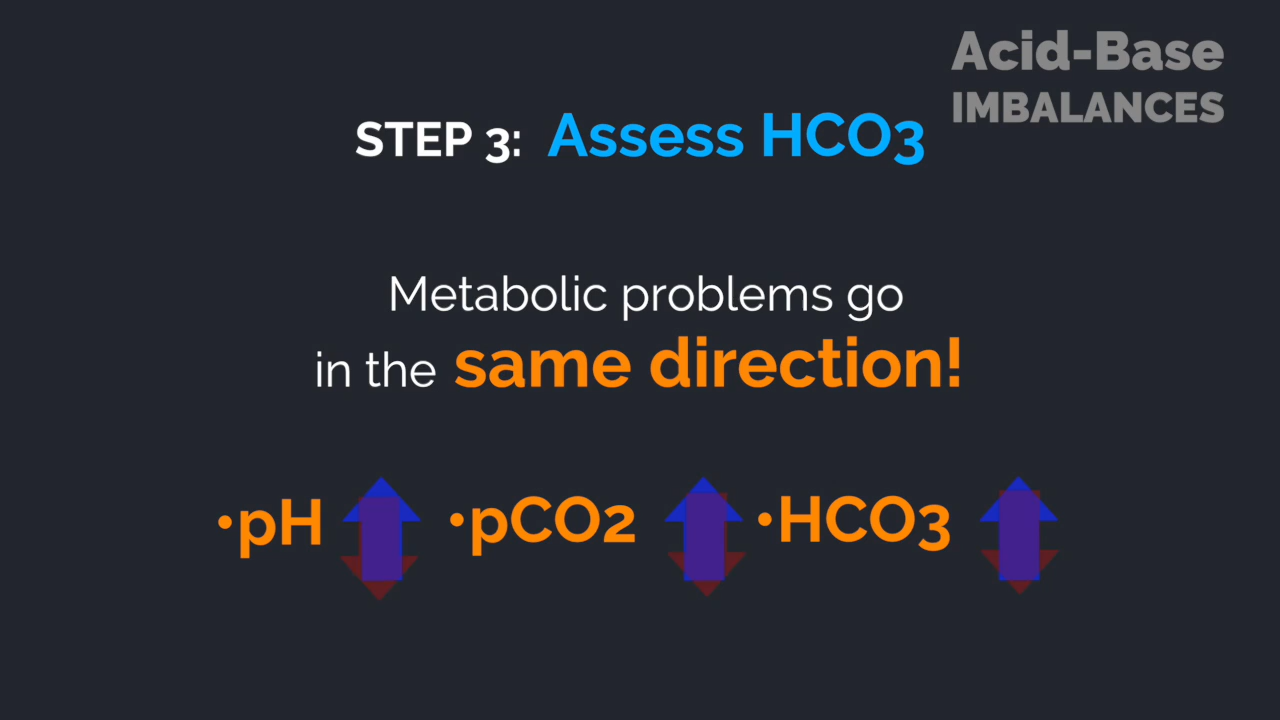 Acid-Base
IMBALANCES
STEP 3: Assess HCO3
Metabolic problems go
in the same direction!
•pH •pCO2 •HCO3